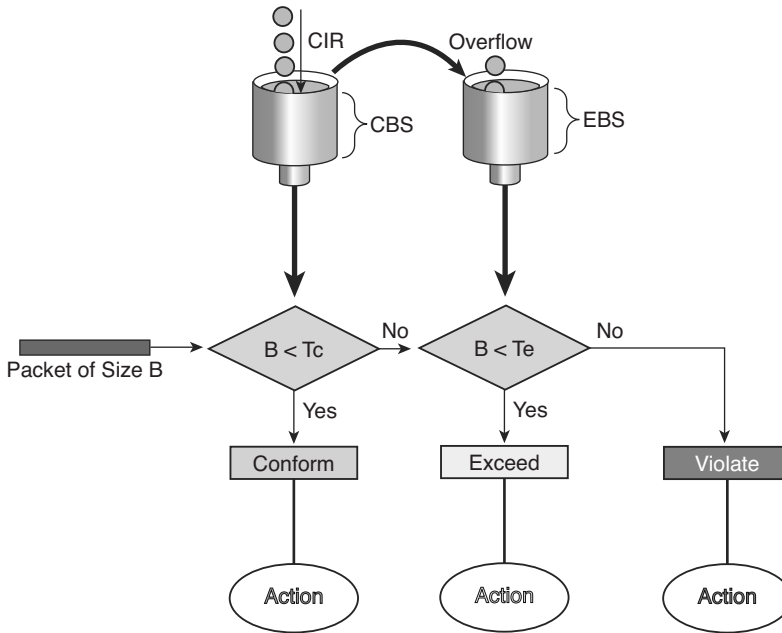 CIR
Overflow
CBS
EBS
B < Tc
No
B < Te
No
Packet of Size B
Yes
Yes
Conform
Exceed
Violate
Action
Action
Action